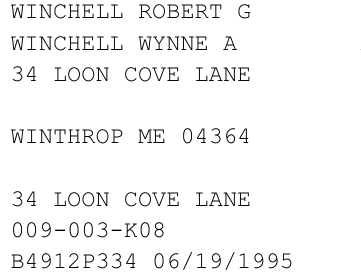 WINCHELL ROBERT G
WINCHELL WYNNE A
34 LOON COVE LANE
WINTHROP ME 04364
34 LOON COVE LANE
009-003-K08
B4912P334 06/19/1995